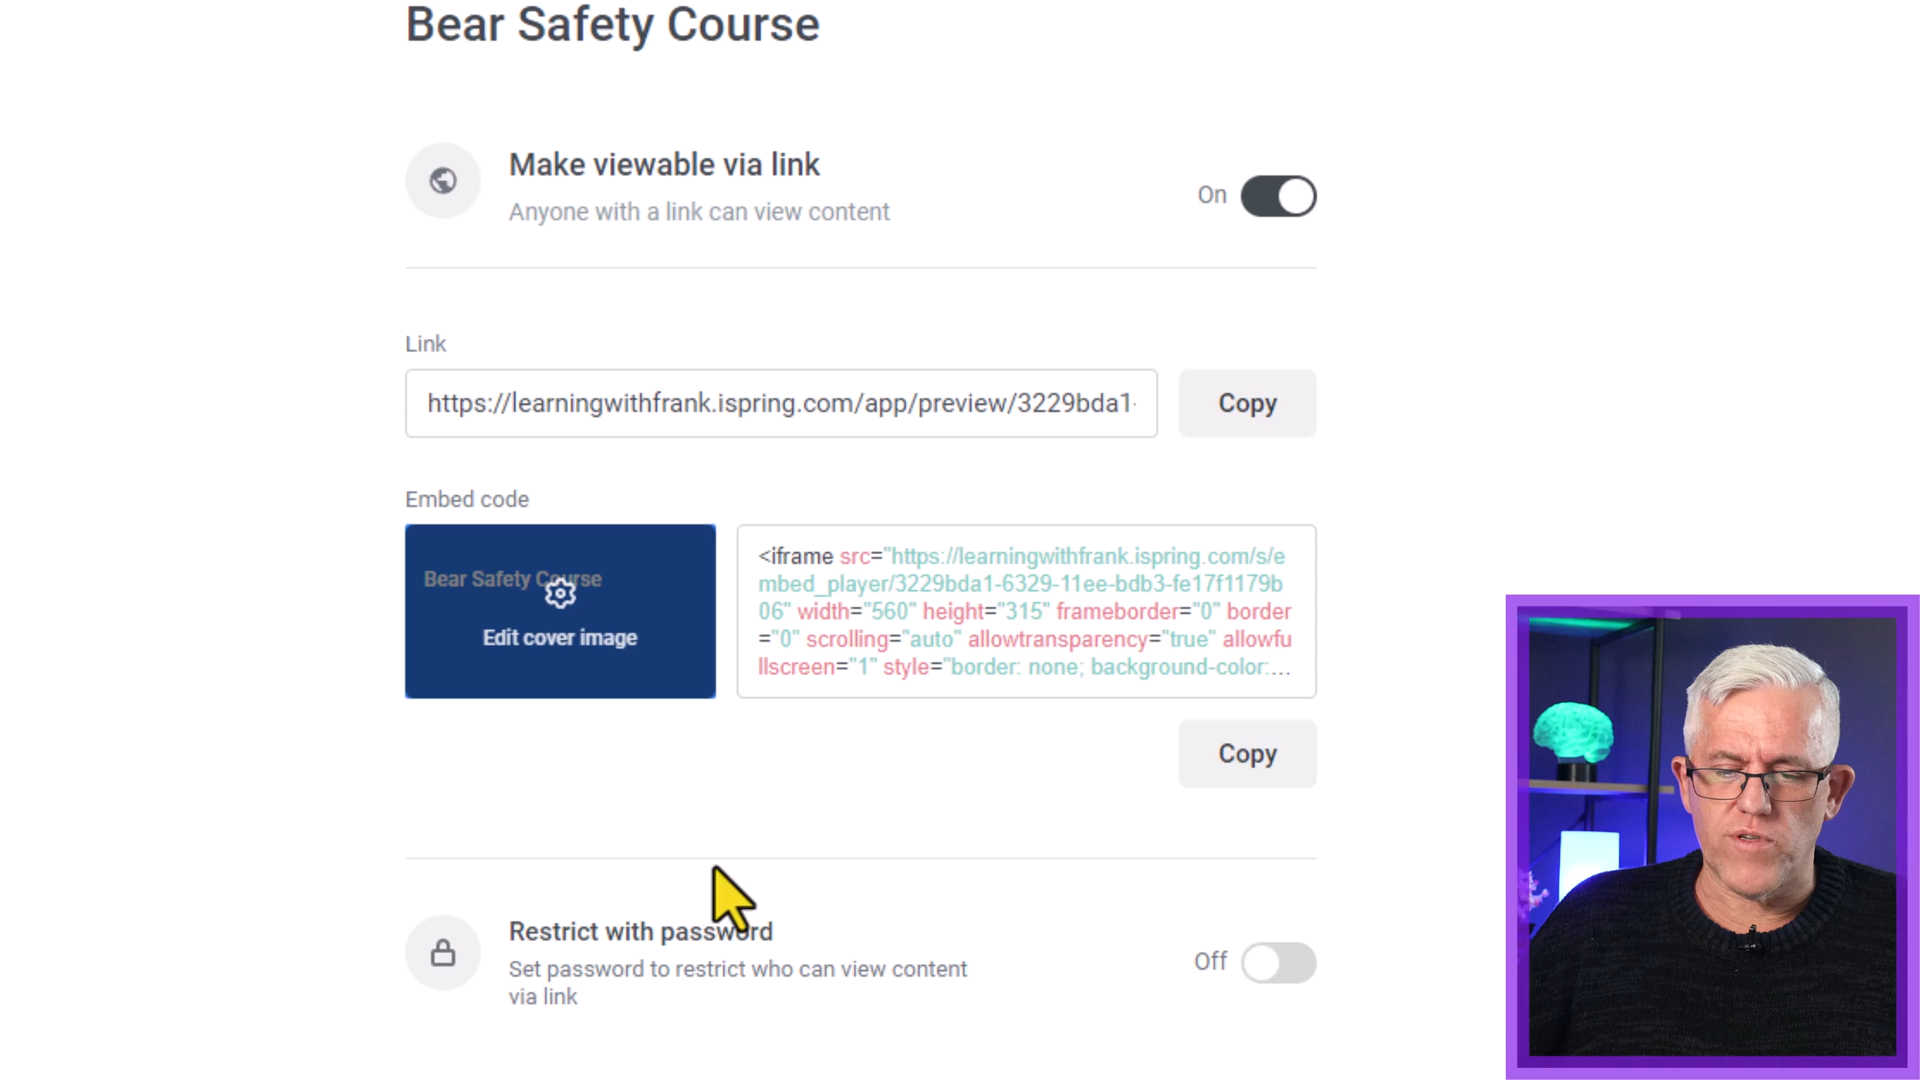 Bear Safety Course
Make viewable via link
Anyone with a link can view content
On
Link
https://learningwithfrank.ispring.com/app/preview/3229bda1-
Copy
Embed code
Bear Safety Course
Edit cover image
<iframe src="https://learningwithfrank.ispring.com/s/e
mbed_player/3229bda1-6329-11ee-bdb3-fe17f1179b
06" width="560" height="315" frameborder="0" border
="0" scrolling="auto" allowtransparency="true" allowfu
llscreen="1" style="border: none; background-color:...
Copy
Restrict with password
Set password to restrict who can view content
via link
Off